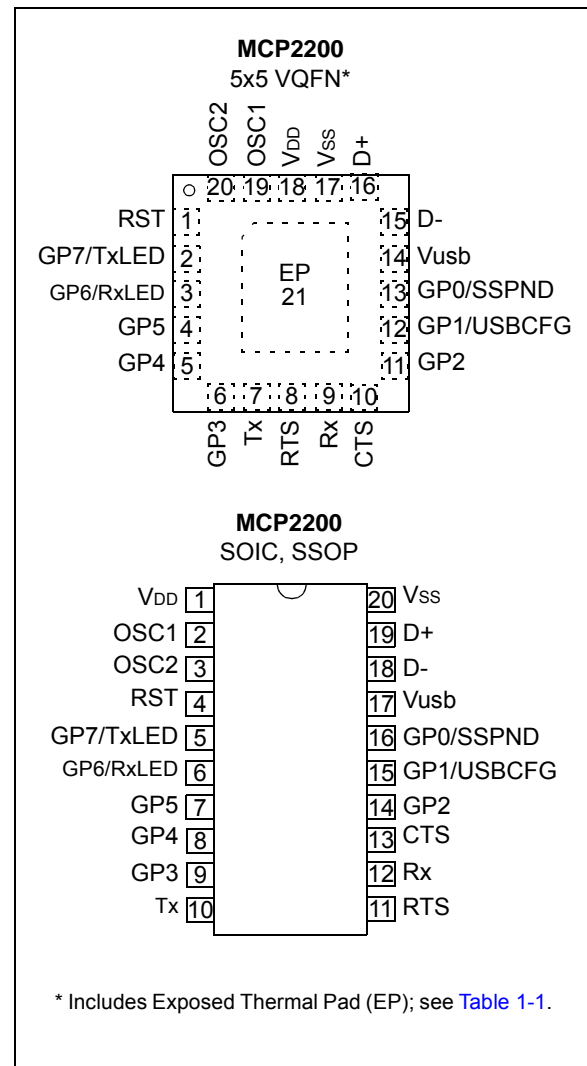 MCP2200
5x5 VQFN*
OSC2 OSC1 VDD VSS D+
20 19 18 17 16
RST 1 15 D-
GP7/TxLED 2 14 Vusb
GP6/RxLED 3 13 GP0/SSPND
GP5 4 12 GP1/USBCFG
GP4 5 11 GP2
EP
21
6 7 8 9 10
GP3 Tx RTS Rx CTS
MCP2200
SOIC, SSOP
VDD 1 20 VSS
OSC1 2 19 D+
OSC2 3 18 D-
RST 4 17 Vusb
GP7/TxLED 5 16 GP0/SSPND
GP6/RxLED 6 15 GP1/USBCFG
GP5 7 14 GP2
GP4 8 13 CTS
GP3 9 12 Rx
Tx 10 11 RTS
* Includes Exposed Thermal Pad (EP); see Table 1-1.